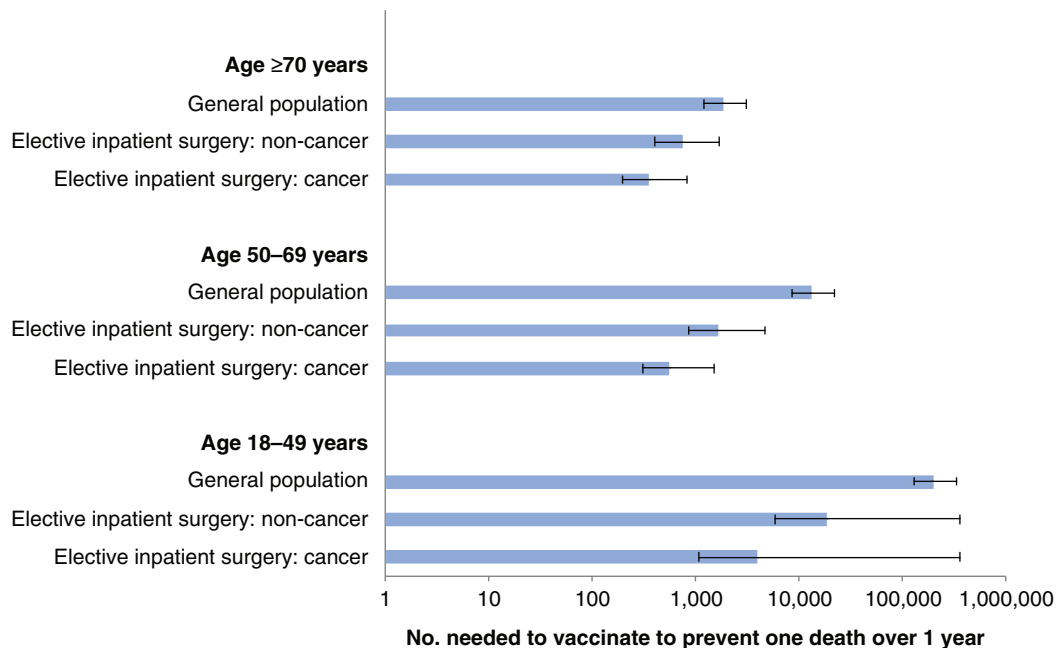 Age ≥70 years
General population
Elective inpatient surgery: non-cancer
Elective inpatient surgery: cancer
Age 50–69 years
General population
Elective inpatient surgery: non-cancer
Elective inpatient surgery: cancer
Age 18–49 years
General population
Elective inpatient surgery: non-cancer
Elective inpatient surgery: cancer
1 10 100 1,000 10,000 100,000 1,000,000
No. needed to vaccinate to prevent one death over 1 year